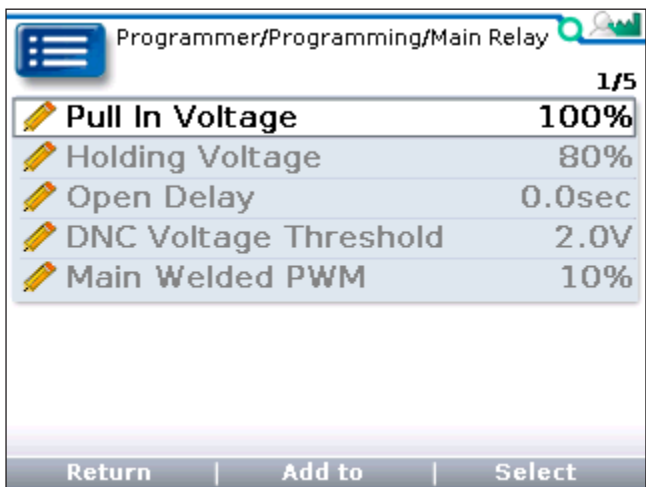 Programmer/Programming/Main Relay
1/5
Pull In Voltage 100%
Holding Voltage 80%
Open Delay 0.0sec
DNC Voltage Threshold 2.0V
Main Welded PWM 10%
Return | Add to | Select